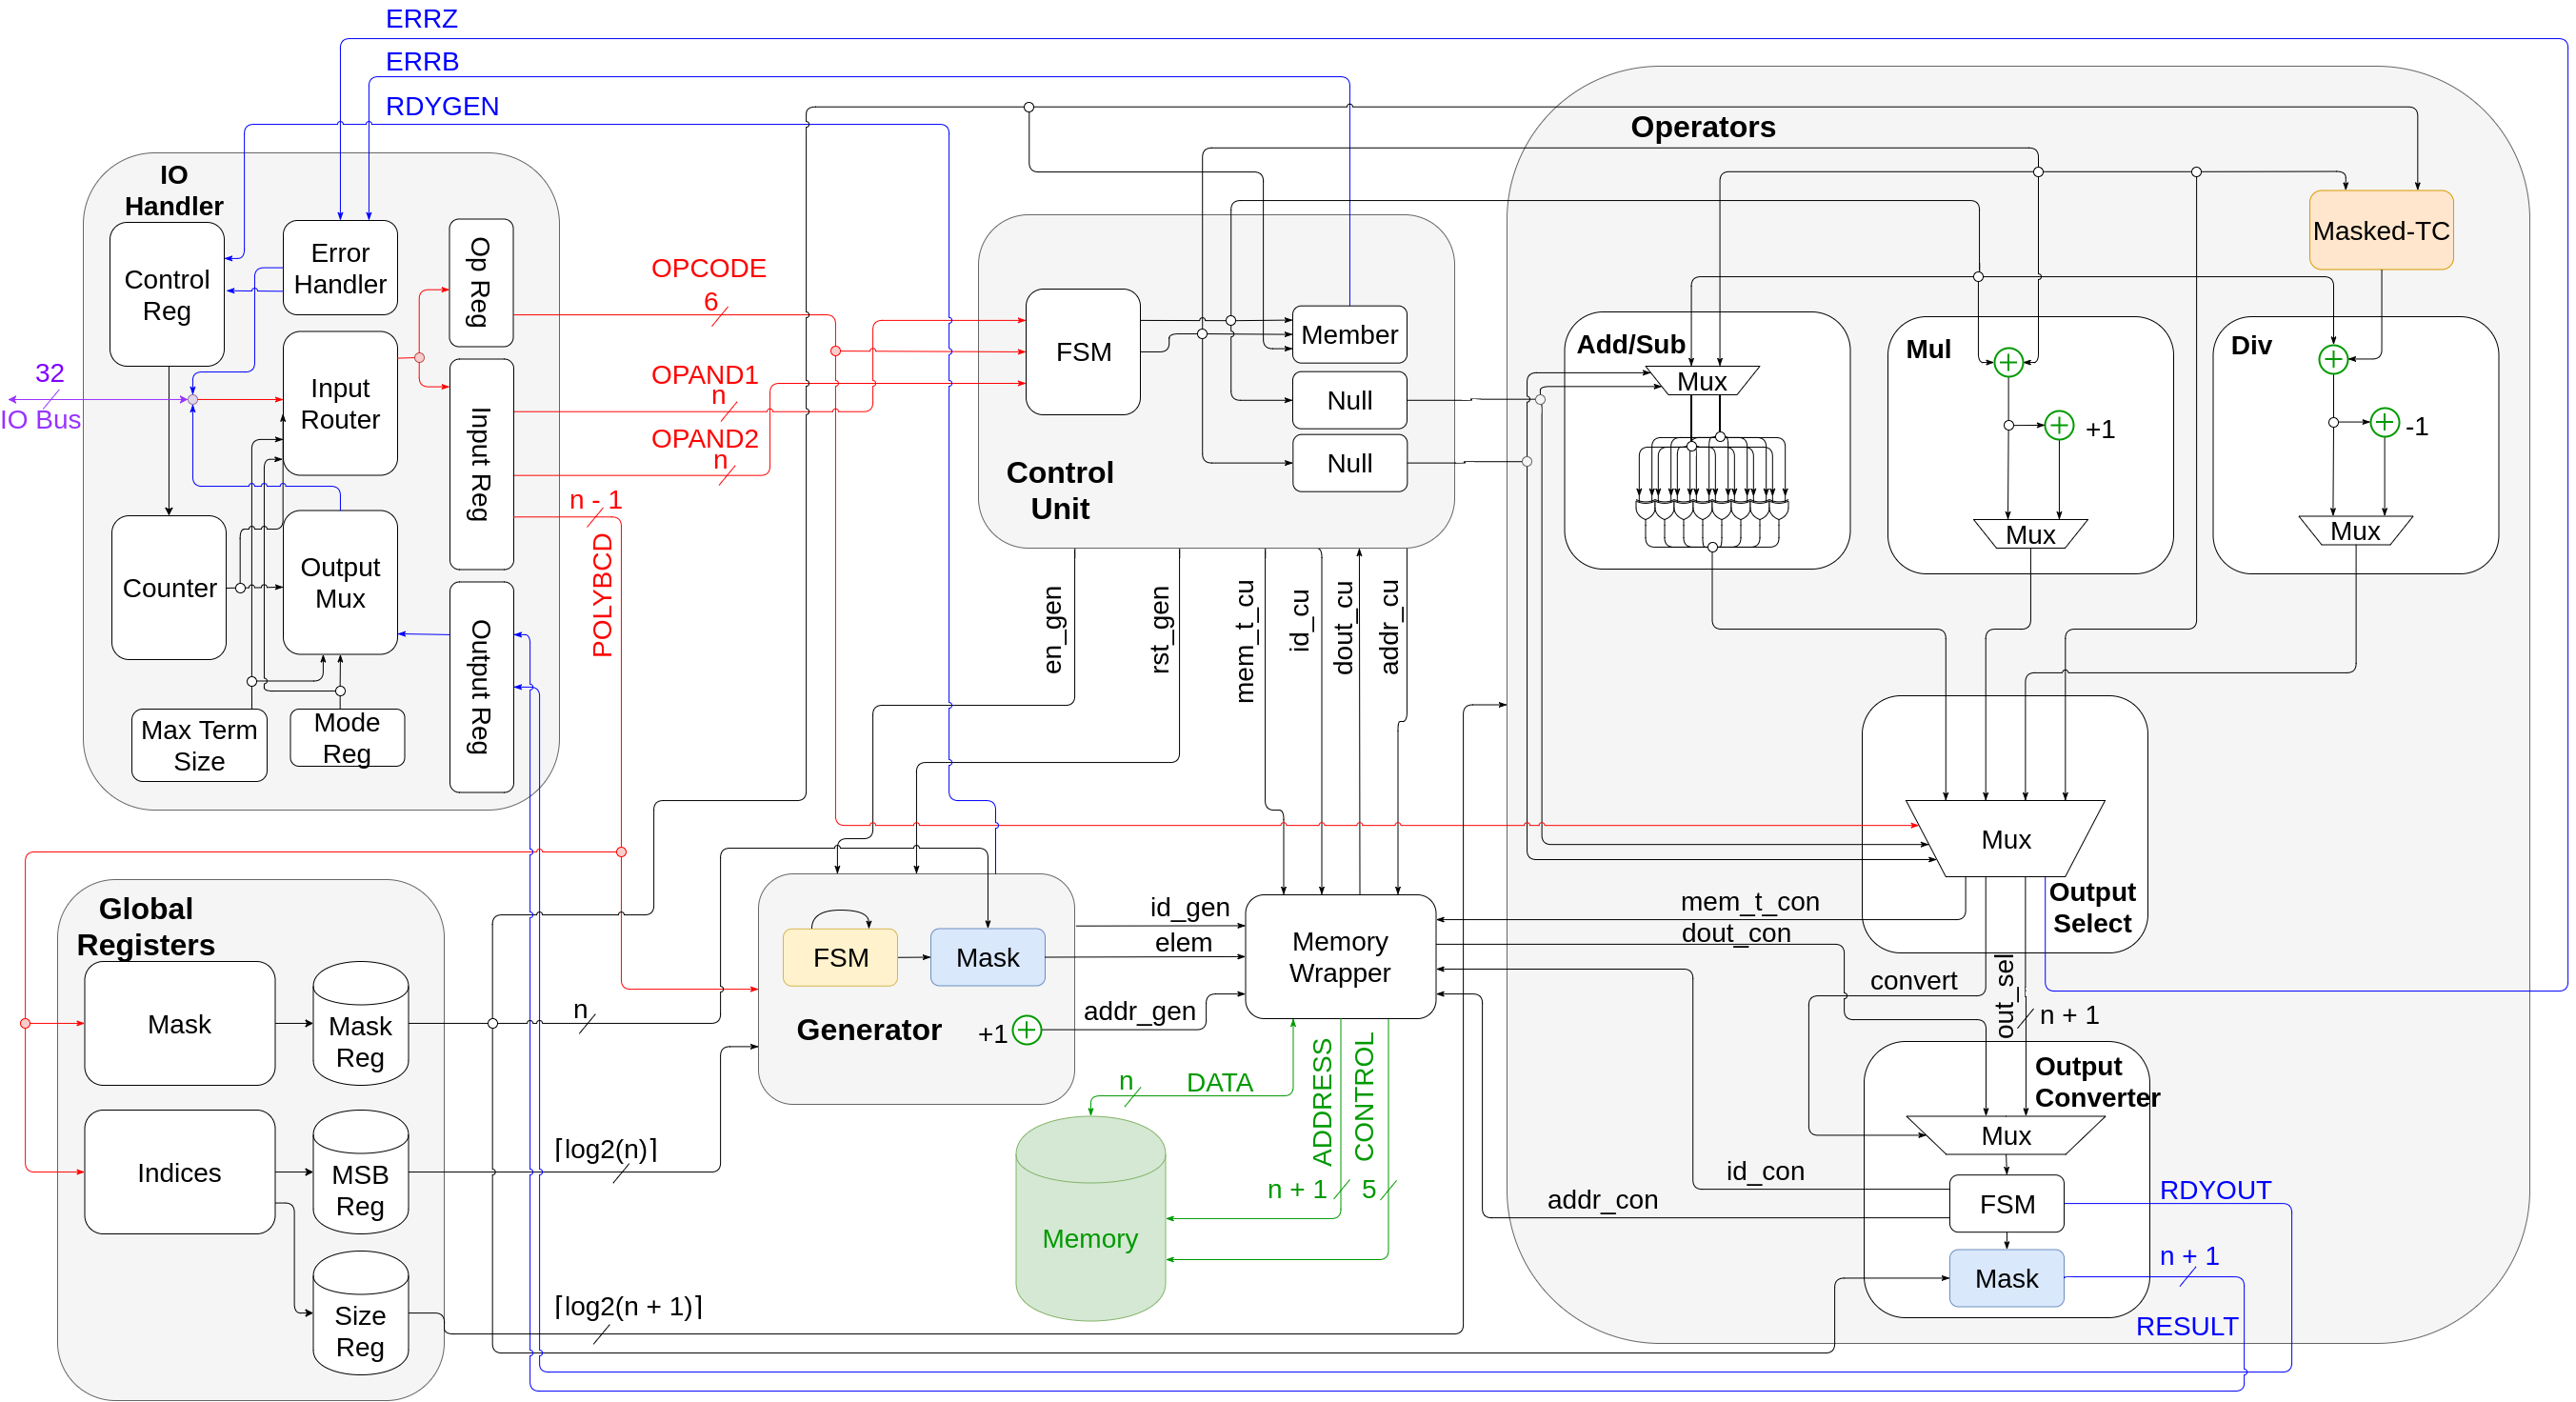 ERRZ
ERRB
RDYGEN
IO
Handler
Control
Reg
Error
Handler
Op Reg
Input
Router
Input Reg
32
IO Bus
Counter
Output
Mux
Output Reg
Max Term
Size
Mode
Reg
OPCODE
6
OPAND1
n
OPAND2
n
n - 1
POLYBCD
FSM
Member
Null
Null
Control
Unit
en_gen
rst_gen
mem_t_cu
id_cu
dout_cu
addr_cu
Operators
Masked-TC
Add/Sub
Mux
Mul
+1
Mux
Div
-1
Mux
Mux
Output
Select
mem_t_con
dout_con
convert
out_sel
n + 1
Output
Converter
Mux
FSM
Mask
id_con
addr_con
RDYOUT
n + 1
RESULT
Global
Registers
Mask
Mask
Reg
Indices
MSB
Reg
Size
Reg
n
⌈log2(n)⌉
⌈log2(n + 1)⌉
FSM
Mask
Generator
+1
id_gen
elem
addr_gen
Memory
Wrapper
n
DATA
ADDRESS
CONTROL
n + 1
5
Memory